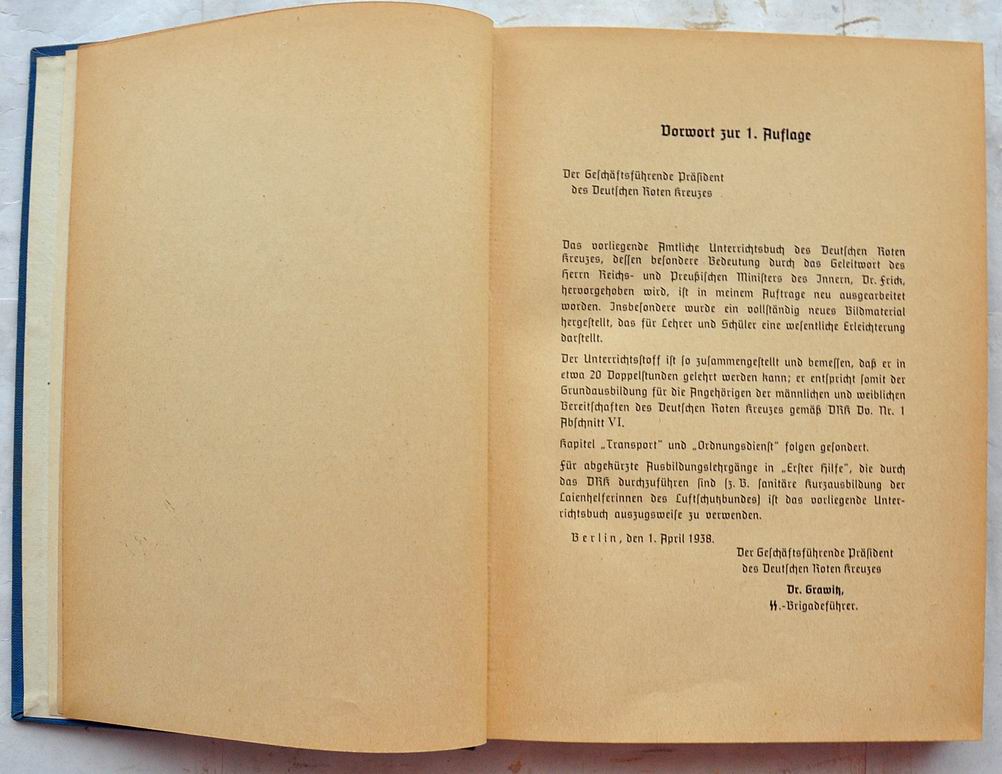 Vorwort zur 1. Auflage
Der Geschäftsführende Präsident
des Deutschen Roten Kreuzes
Das vorliegende Amtliche Unterrichtsbuch des Deutschen Roten
Kreuzes, dessen besondere Bedeutung durch das Geleitwort des
Herrn Reichs- und Preußischen Ministers des Innern, Dr. Frick,
hervorgehoben wird, ist in meinem Auftrage neu ausgearbeitet
worden. Insbesondere wurde ein vollständig neues Bildmaterial
hergestellt, das für Lehrer und Schüler eine wesentliche Erleichterung
darstellt.
Der Unterrichtsstoff ist so zusammengestellt und bemessen, daß er in
etwa 20 Doppelstunden gelehrt werden kann; er entspricht somit der
Grundausbildung für die Angehörigen der männlichen und weiblichen
Bereitschaften des Deutschen Roten Kreuzes gemäß DRK Vo. Nr. 1
Abschnitt VI.
Kapitel „Transport“ und „Ordnungsdienst“ folgen gesondert.
Für abgekürzte Ausbildungslehrgänge in „Erster Hilfe“, die durch
das DRK durchzuführen sind (z. B. sanitäre Kurzausbildung der
Laienhelferinnen des Luftschutzbundes) ist das vorliegende Unter-
richtsbuch auszugsweise zu verwenden.
Berlin, den 1. April 1938.
Der Geschäftsführende Präsident
des Deutschen Roten Kreuzes
Dr. Grawitz,
SS.-Brigadeführer.